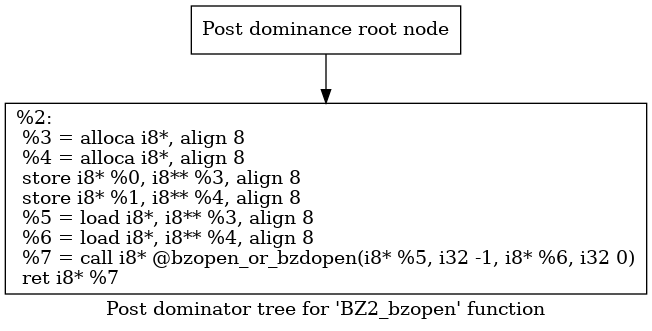 Post dominance root node
%2:
%3 = alloca i8*, align 8
%4 = alloca i8*, align 8
store i8* %0, i8** %3, align 8
store i8* %1, i8** %4, align 8
%5 = load i8*, i8** %3, align 8
%6 = load i8*, i8** %4, align 8
%7 = call i8* @bzopen_or_bzdopen(i8* %5, i32 -1, i8* %6, i32 0)
ret i8* %7
Post dominator tree for 'BZ2_bzopen' function